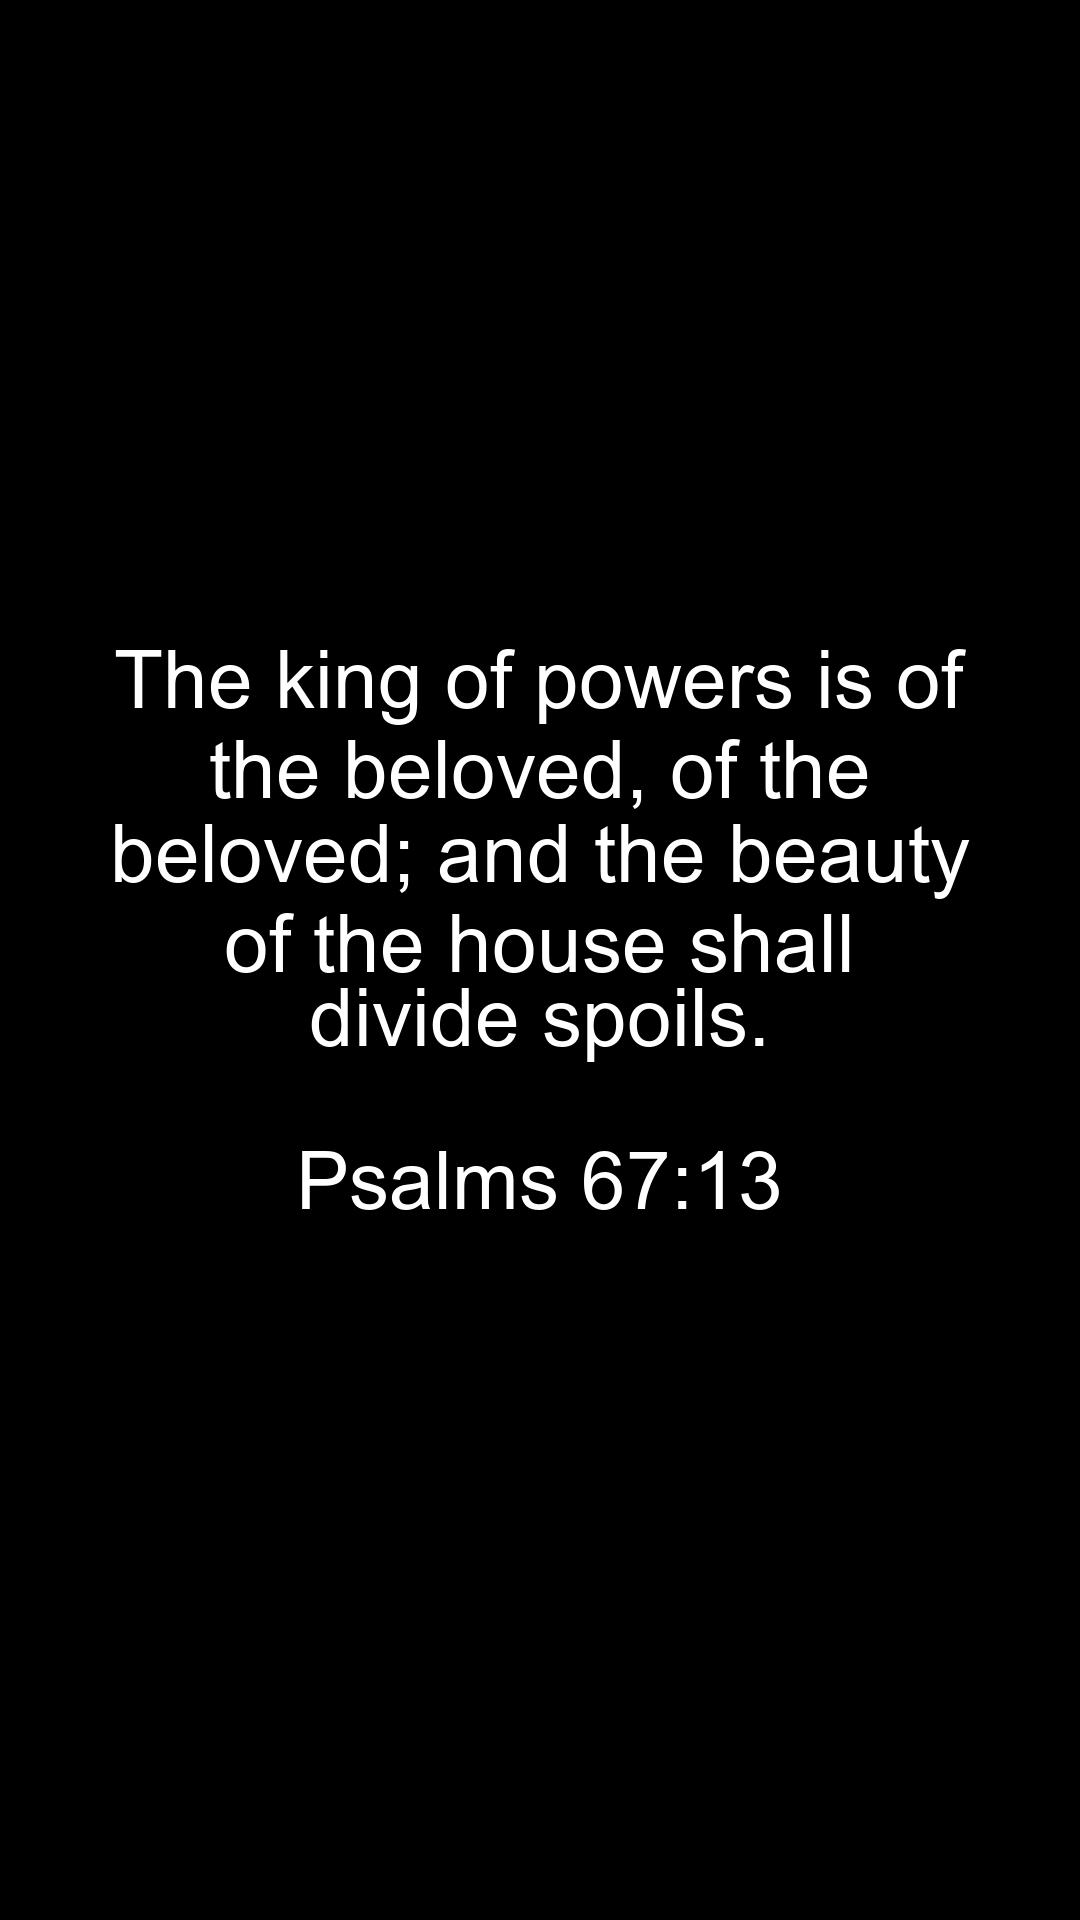 The king of powers is of
the beloved, of the
beloved; and the beauty
of the house shall
divide spoils.
Psalms 67:13